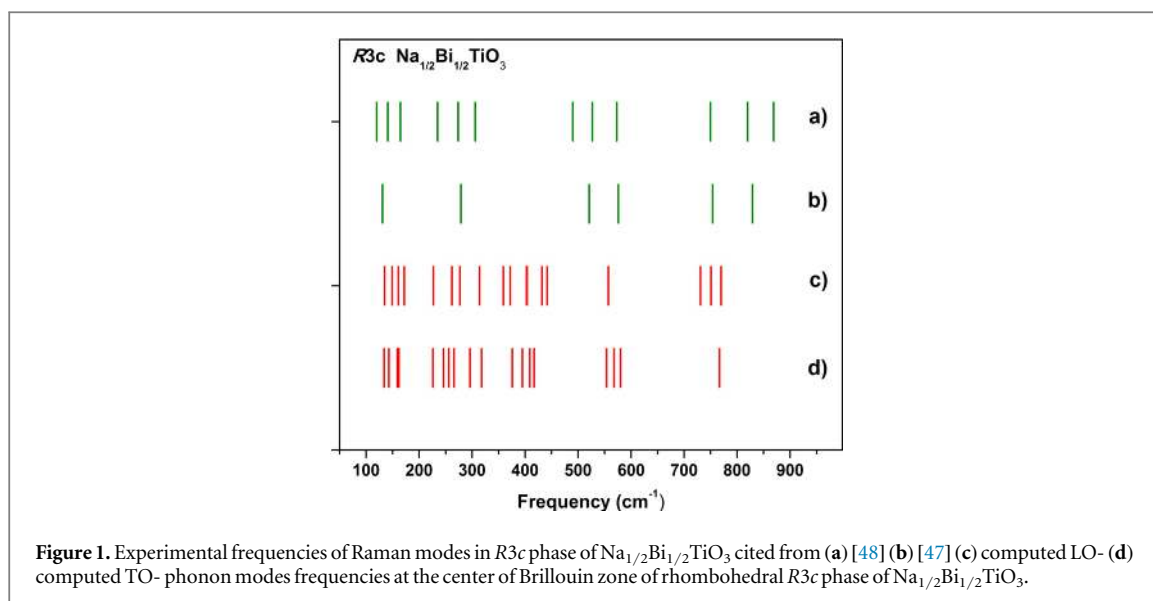 R3c Na1/2Bi1/2TiO3
a)
b)
c)
d)
100 200 300 400 500 600 700 800 900
Frequency (cm-1)
Figure 1. Experimental frequencies of Raman modes in R3c phase of Na1/2Bi1/2TiO3 cited from (a) [48] (b) [47] (c) computed LO- (d)
computed TO- phonon modes frequencies at the center of Brillouin zone of rhombohedral R3c phase of Na1/2Bi1/2TiO3.